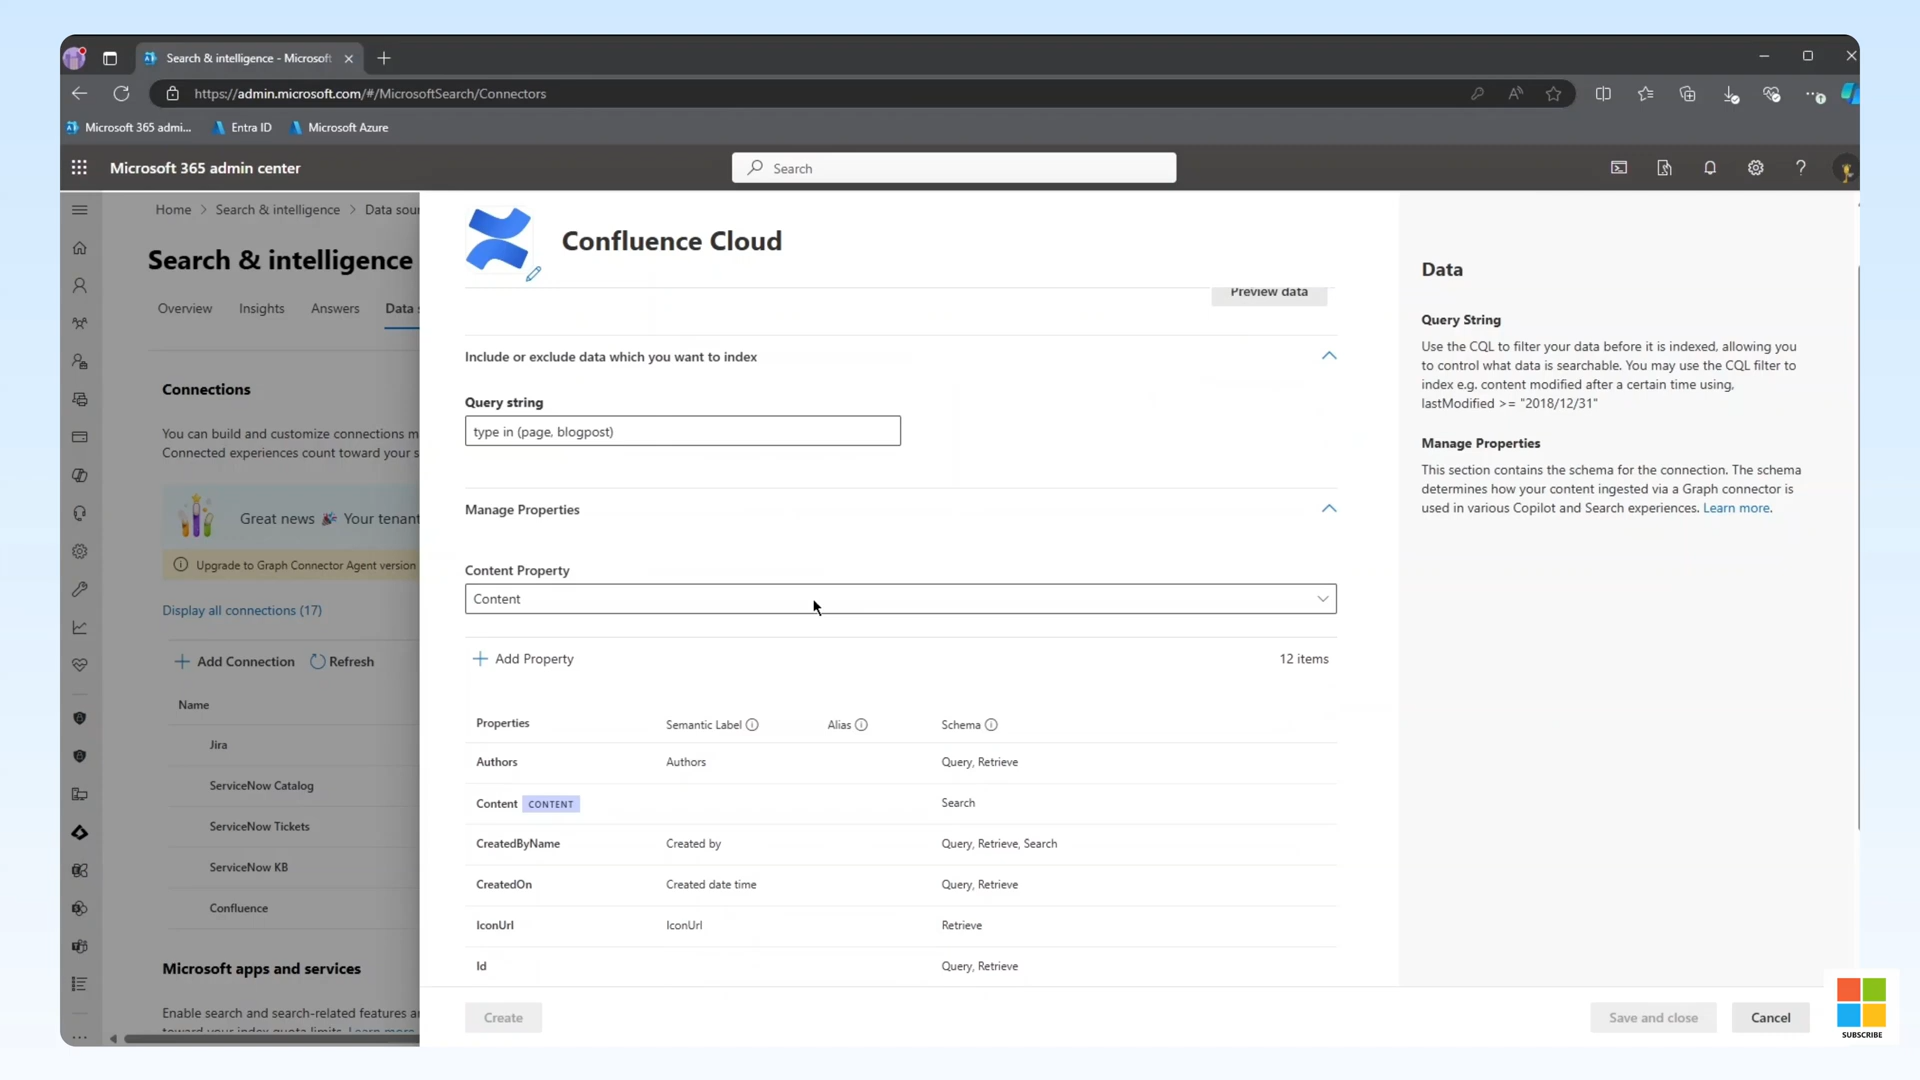 Search & intelligence - Microsoft
https://admin.microsoft.com/#/MicrosoftSearch/Connectors
Microsoft 365 admi...
Entra ID
Microsoft Azure
Microsoft 365 admin center
Search
Home > Search & intelligence > Data sou
Search & intelligence
Overview
Insights
Answers
Data s
Connections
You can build and customize connections m
Connected experiences count toward your s
Great news 🎉 Your tenant
Upgrade to Graph Connector Agent version
Display all connections (17)
Add Connection
Refresh
Name
Jira
ServiceNow Catalog
ServiceNow Tickets
ServiceNow KB
Confluence
Microsoft apps and services
Enable search and search-related features a
toward your index quota limits. Learn more
Confluence Cloud
Preview data
Include or exclude data which you want to index
Query string
type in (page, blogpost)
Manage Properties
Content Property
Content
Add Property
12 items
Properties
Semantic Label
Alias
Schema
Authors
Authors
Query, Retrieve
Content
CONTENT
Search
CreatedByName
Created by
Query, Retrieve, Search
CreatedOn
Created date time
Query, Retrieve
IconUrl
IconUrl
Retrieve
Id
Query, Retrieve
Create
Save and close
Cancel
Data
Query String
Use the CQL to filter your data before it is indexed, allowing you
to control what data is searchable. You may use the CQL filter to
index e.g. content modified after a certain time using,
lastModified >= "2018/12/31"
Manage Properties
This section contains the schema for the connection. The schema
determines how your content ingested via a Graph connector is
used in various Copilot and Search experiences. Learn more.
SUBSCRIBE